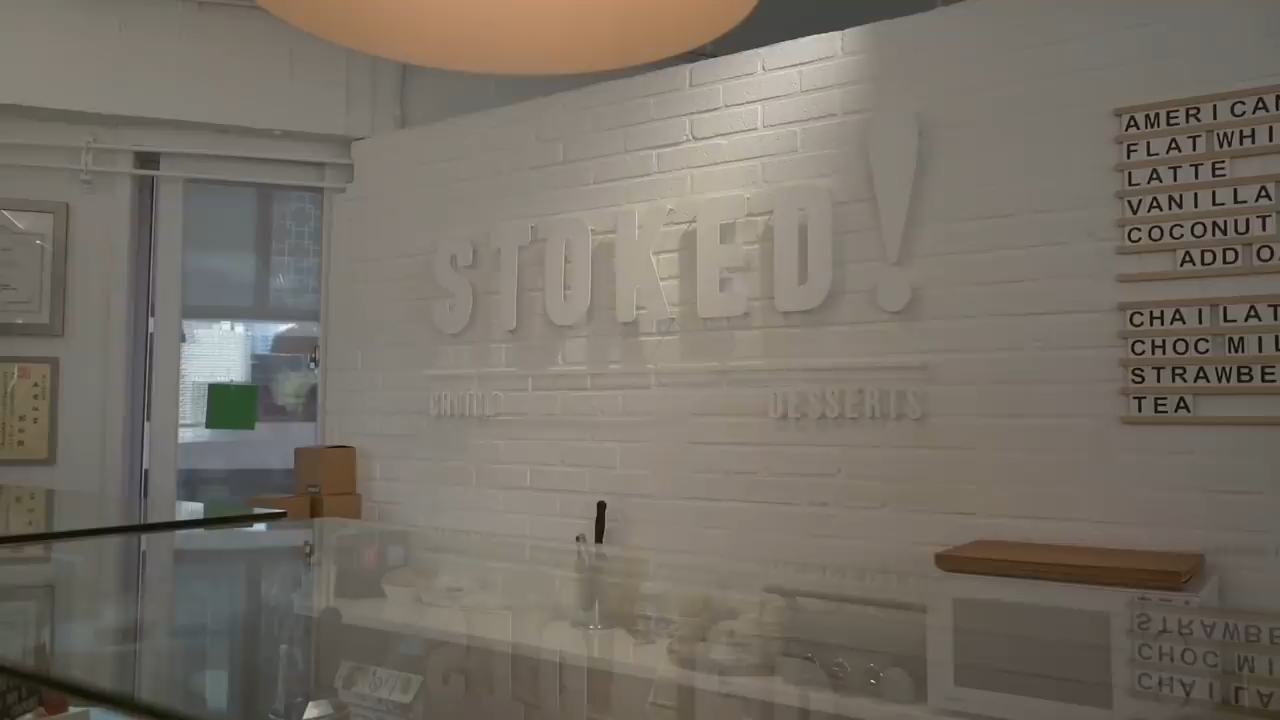 STOKED!
DESSERTS
AMERICAN
FLAT WHI
LATTE
VANILLA
COCONUT
ADD O
CHAI LAT
CHOC MIL
STRAWBE
TEA